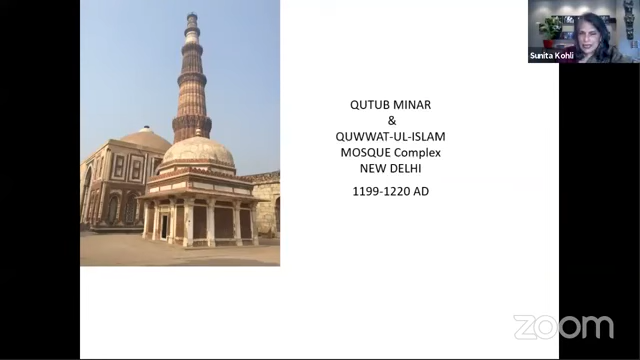 Sunita Kohli
QUTUB MINAR
&
QUWWAT-UL-ISLAM
MOSQUE Complex
NEW DELHI
1199-1220 AD
zoom